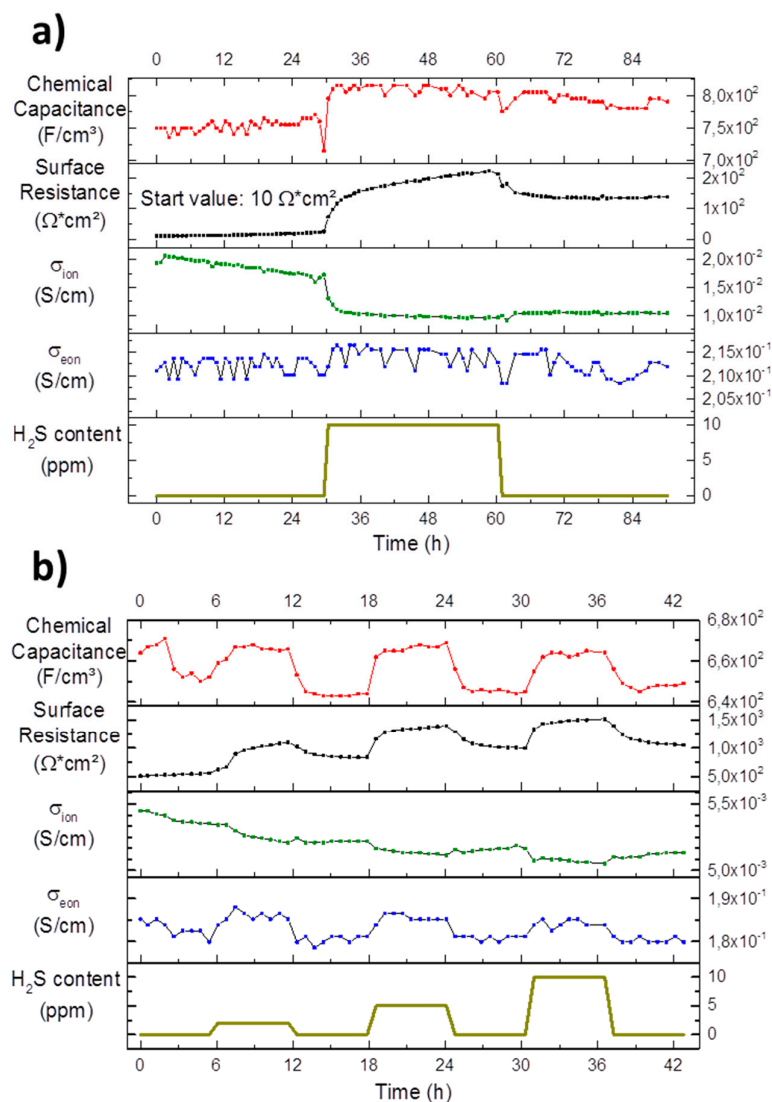 a)
0 12 24 36 48 60 72 84
Chemical
Capacitance
(F/cm³)
8,0x10²
7,5x10²
7,0x10²
Surface
Resistance
(Ω*cm²)
Start value: 10 Ω*cm²
2x10²
1x10²
0
σion
(S/cm)
2,0x10⁻²
1,5x10⁻²
1,0x10⁻²
σeon
(S/cm)
2,15x10⁻¹
2,10x10⁻¹
2,05x10⁻¹
H₂S content
(ppm)
10
5
0
0 12 24 36 48 60 72 84
Time (h)
b)
0 6 12 18 24 30 36 42
Chemical
Capacitance
(F/cm³)
6,8x10²
6,6x10²
6,4x10²
Surface
Resistance
(Ω*cm²)
1,5x10³
1,0x10³
5,0x10²
σion
(S/cm)
5,5x10⁻³
5,0x10⁻³
σeon
(S/cm)
1,9x10⁻¹
1,8x10⁻¹
H₂S content
(ppm)
10
5
0
0 6 12 18 24 30 36 42
Time (h)